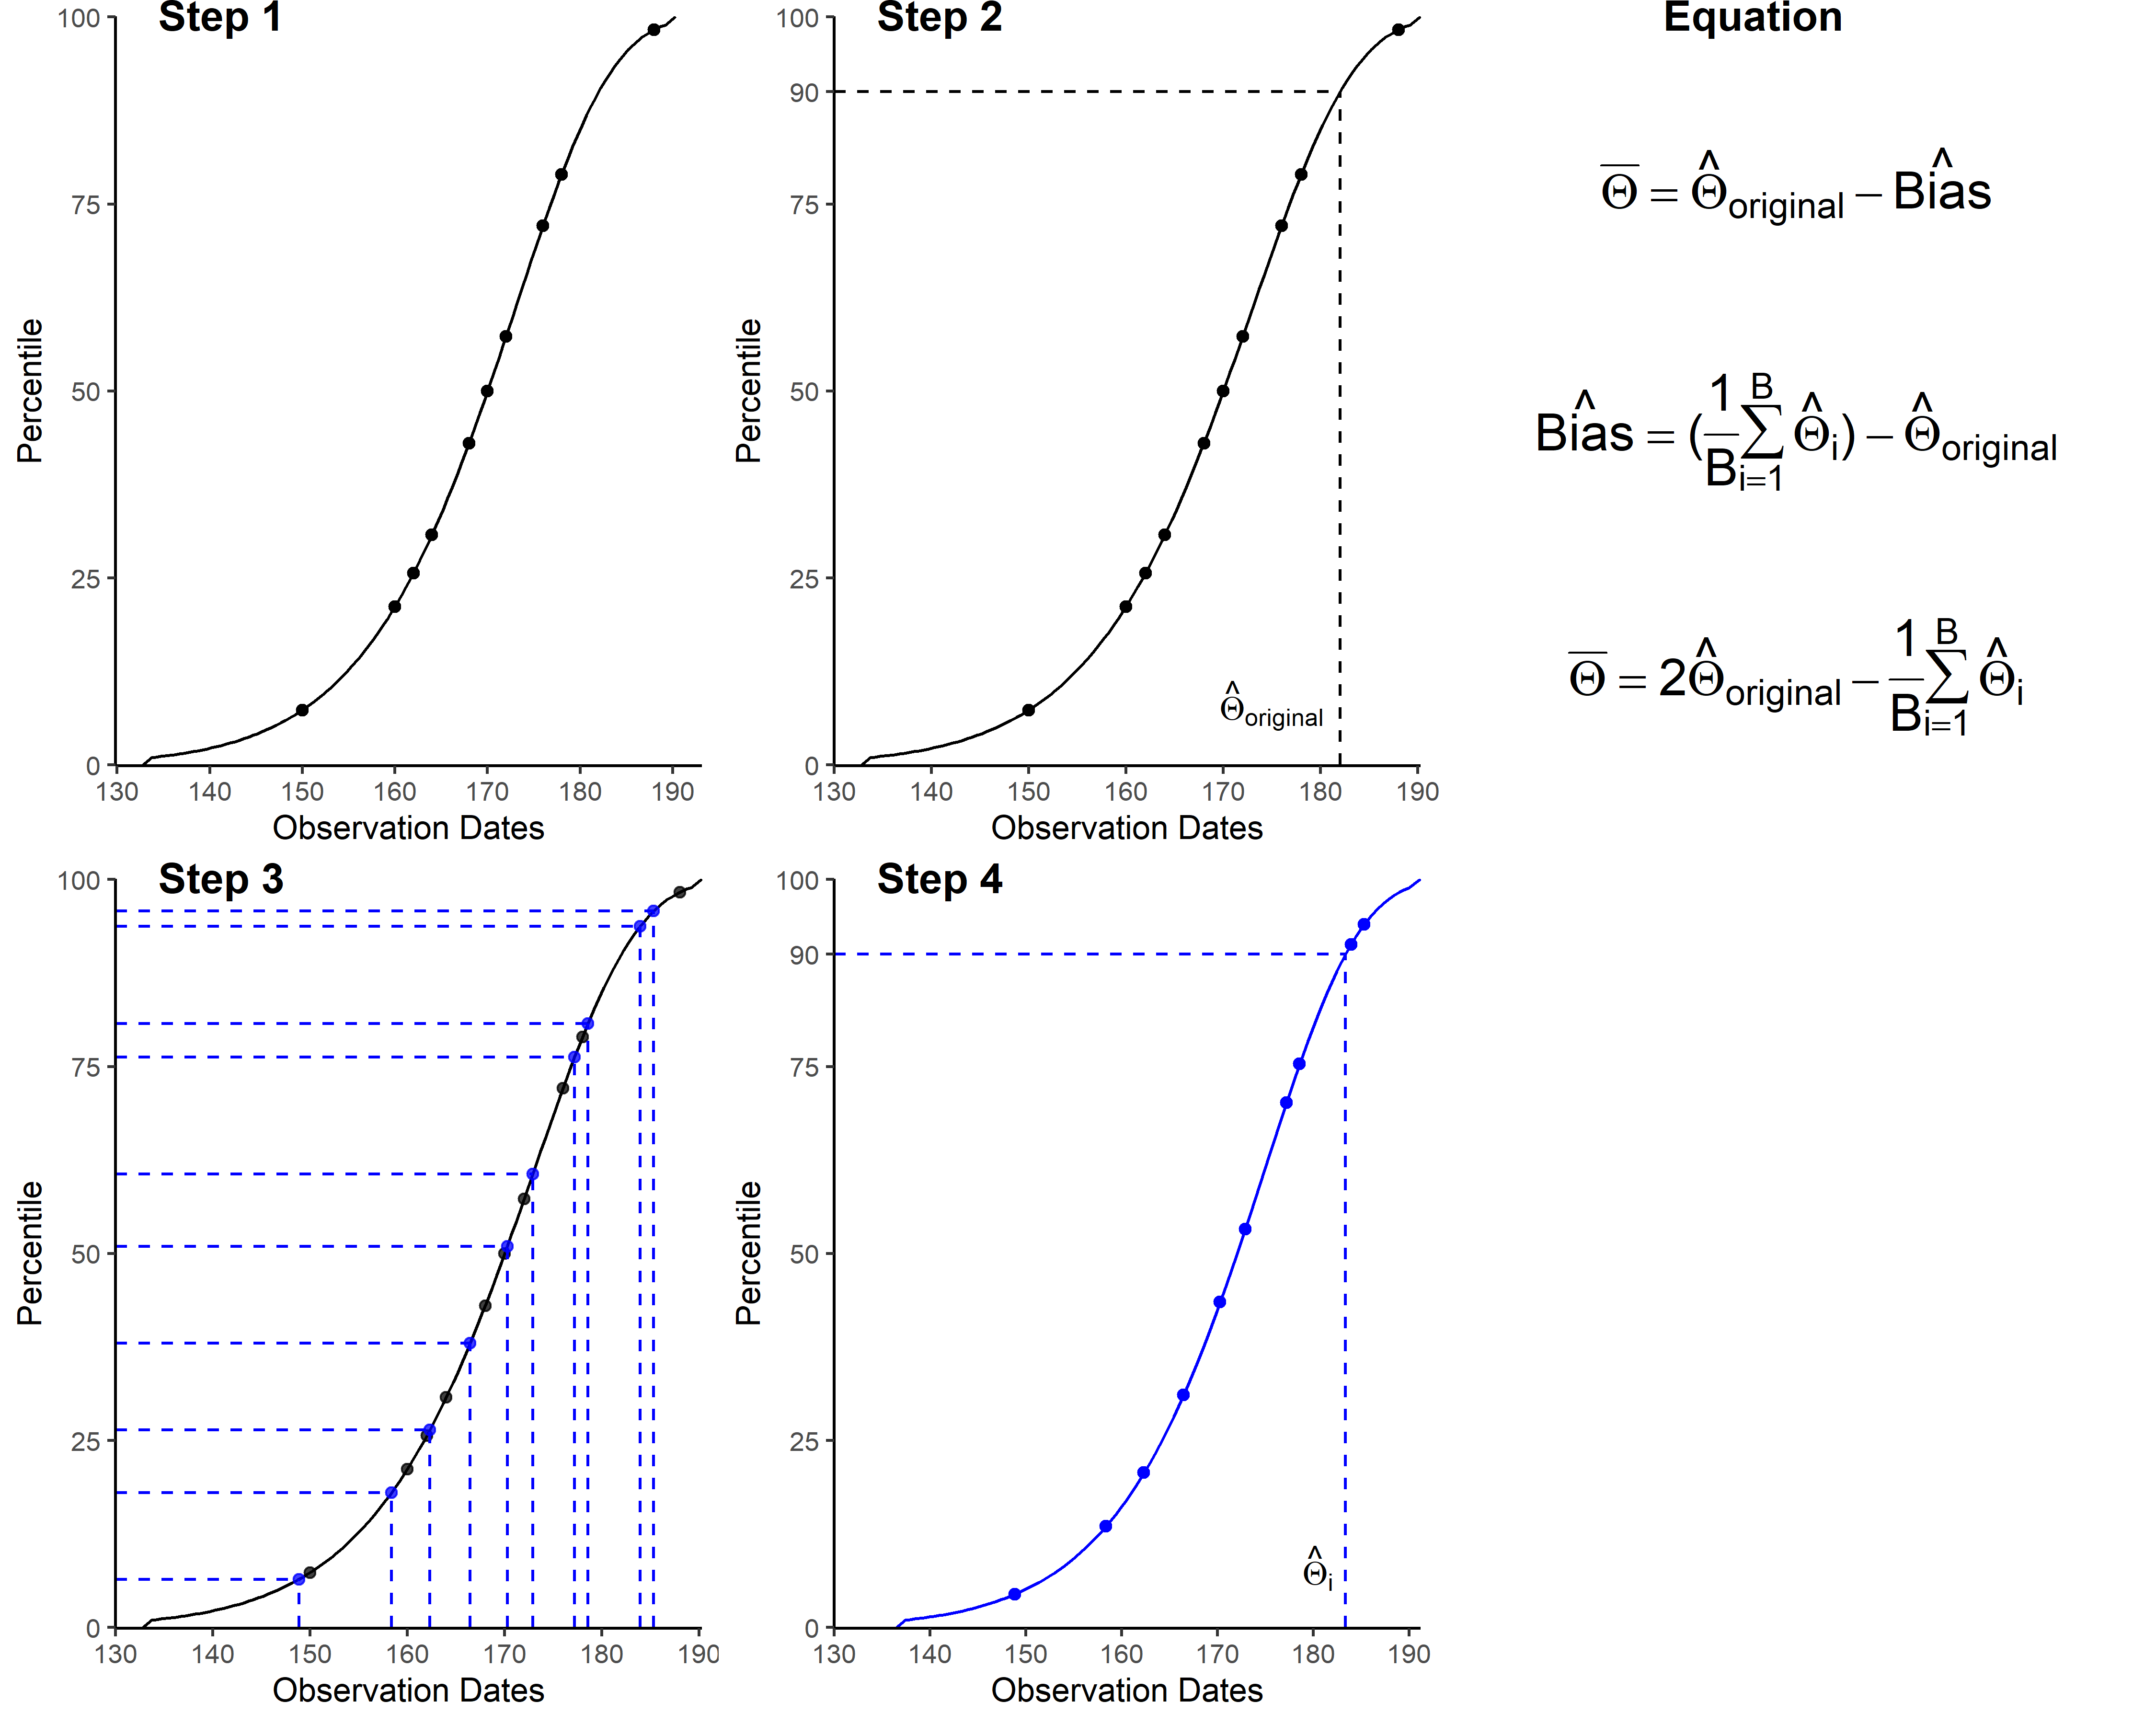 Step 1
100
75
50
25
0
Percentile
130 140 150 160 170 180 190
Observation Dates
Step 2
100
90
75
50
25
0
Percentile
Θ̂original
130 140 150 160 170 180 190
Observation Dates
Equation
Θ̅ = Θ̂original − Biâs
Biâs = (1/B ∑ᴮi=1 Θ̂i) − Θ̂original
Θ̅ = 2Θ̂original − 1/B ∑ᴮi=1 Θ̂i
Step 3
100
75
50
25
0
Percentile
130 140 150 160 170 180 190
Observation Dates
Step 4
100
90
75
50
25
0
Percentile
Θ̂i
130 140 150 160 170 180 190
Observation Dates